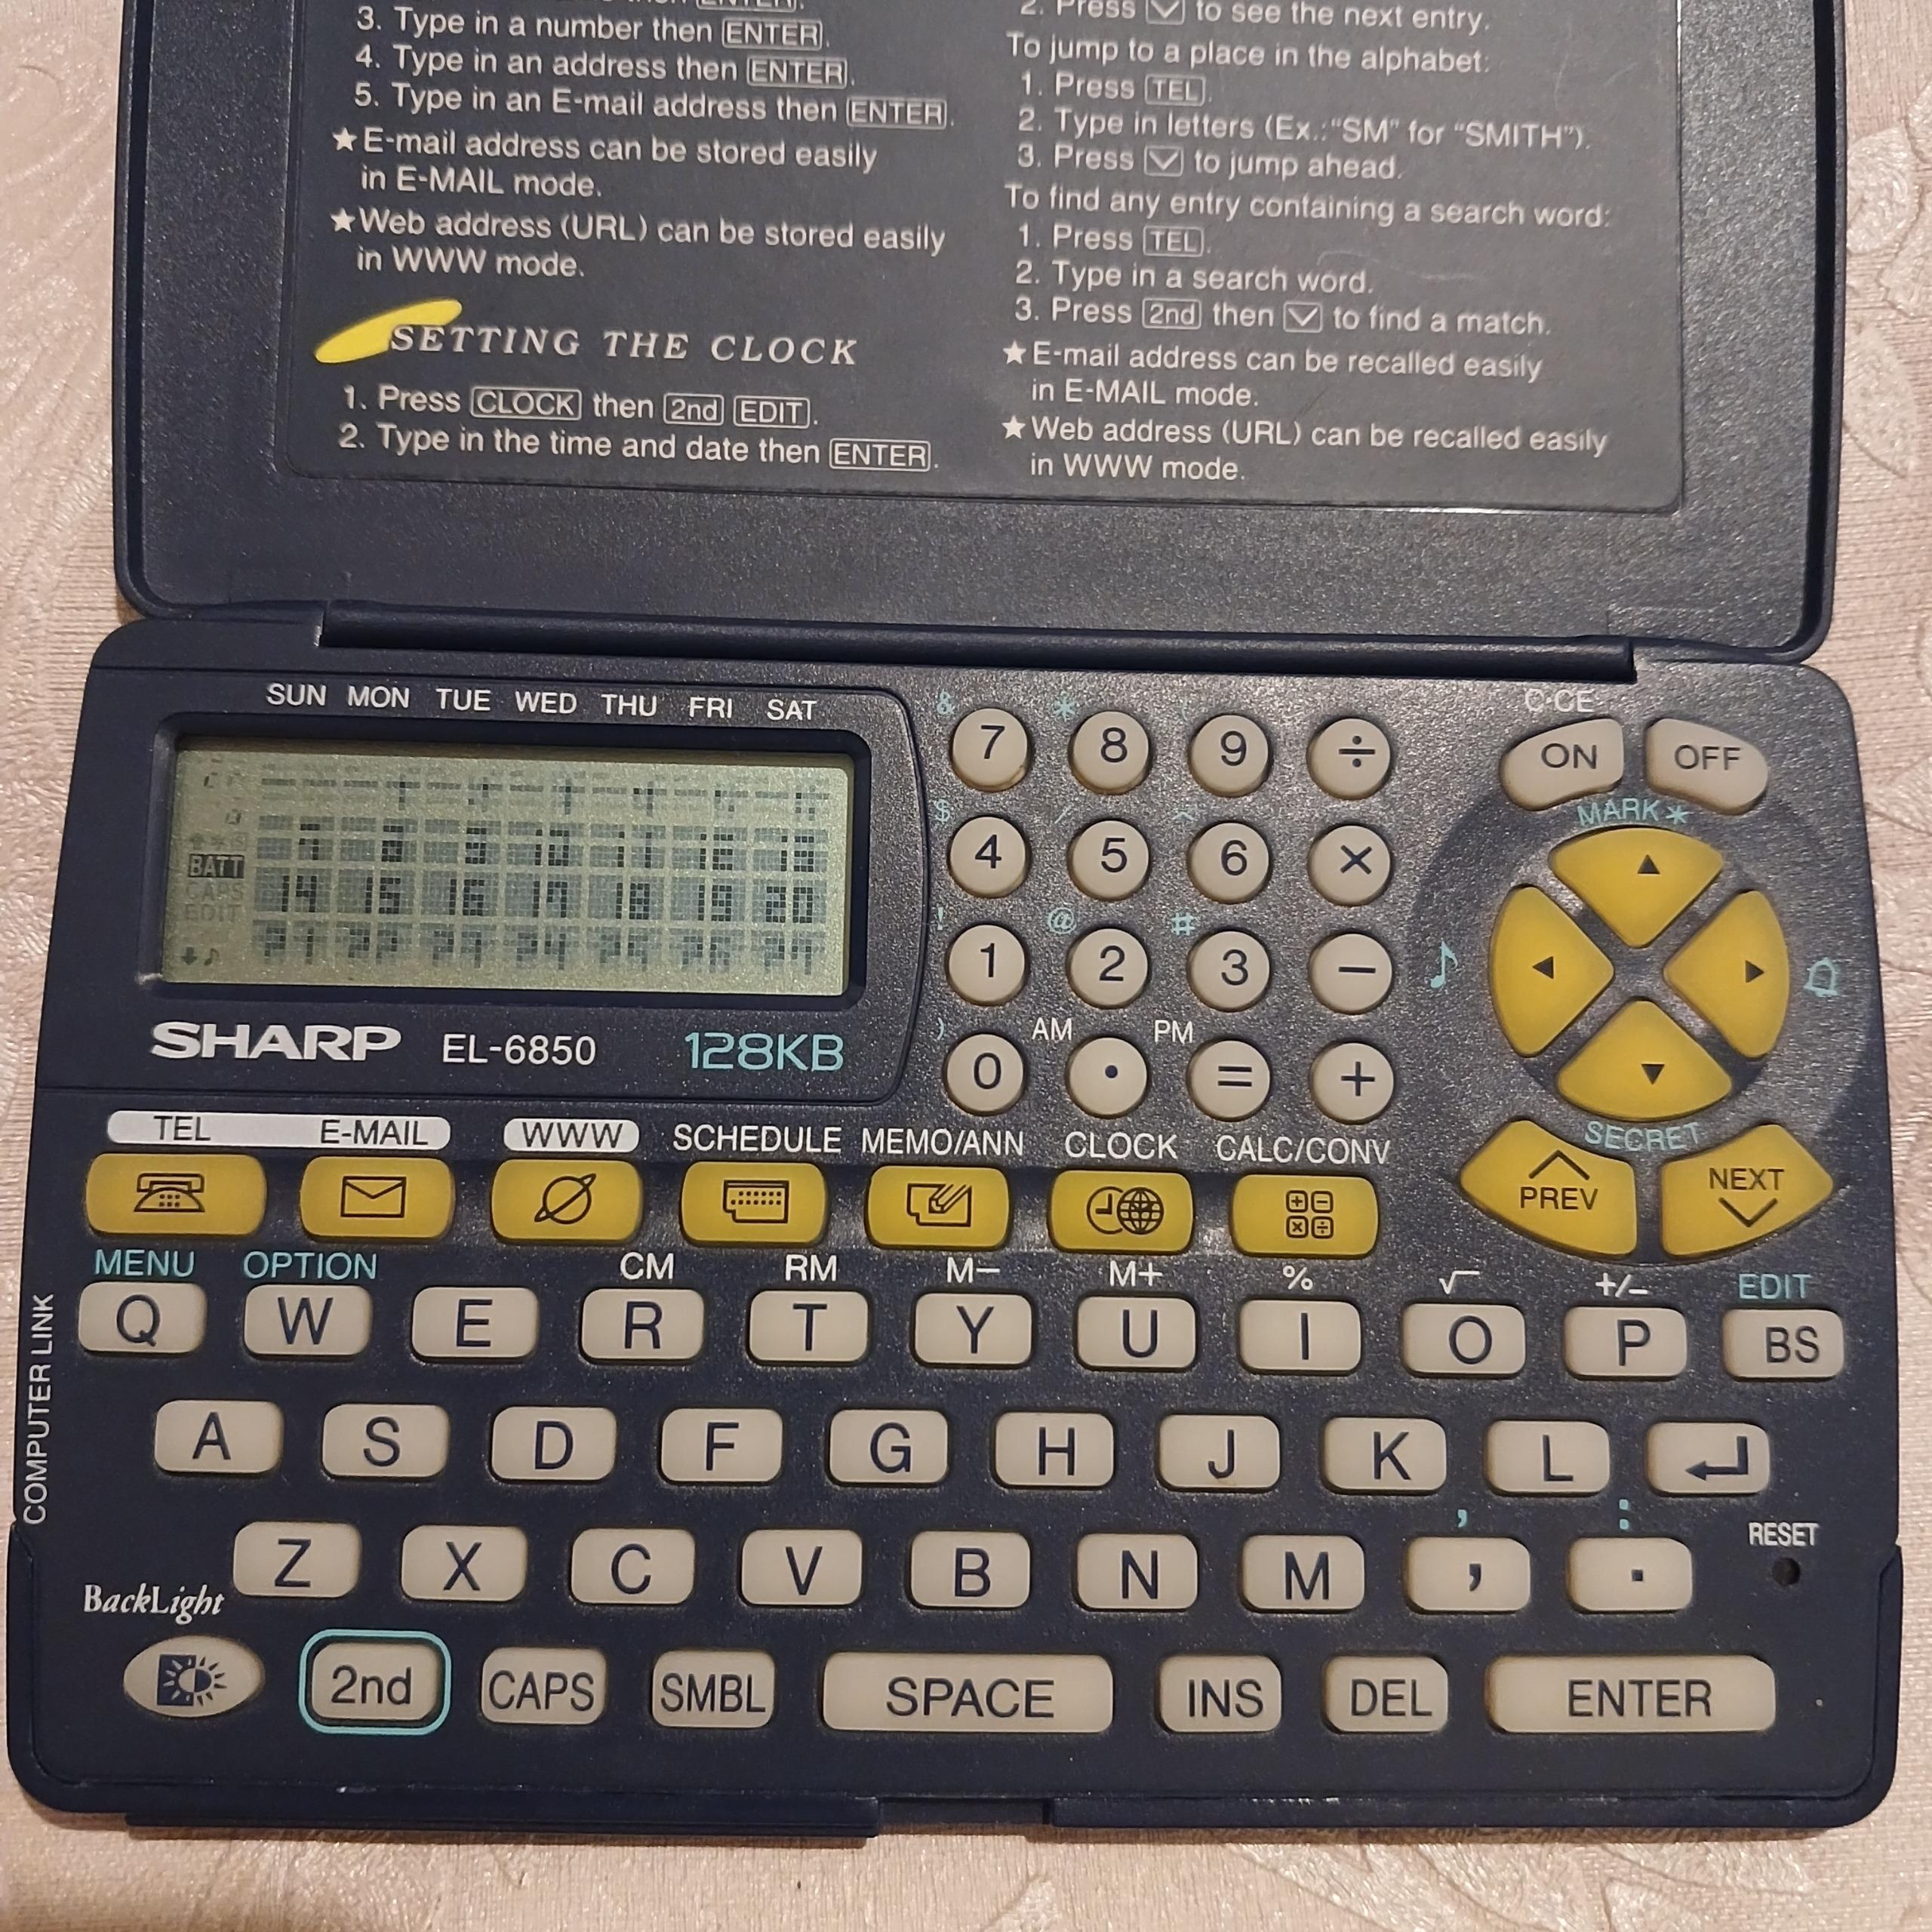 ENTER.
3. Type in a number then ENTER.
4. Type in an address then ENTER.
5. Type in an E-mail address then ENTER.
★E-mail address can be stored easily
in E-MAIL mode.
★Web address (URL) can be stored easily
in WWW mode.
SETTING THE CLOCK
1. Press CLOCK then 2nd EDIT.
2. Type in the time and date then ENTER.
2. Press to see the next entry.
To jump to a place in the alphabet:
1. Press TEL.
2. Type in letters (Ex.:“SM” for “SMITH”).
3. Press to jump ahead.
To find any entry containing a search word:
1. Press TEL.
2. Type in a search word.
3. Press 2nd then to find a match.
★E-mail address can be recalled easily
in E-MAIL mode.
★Web address (URL) can be recalled easily
in WWW mode.
SUN MON TUE WED THU FRI SAT
BATT
CAPS
EDIT
14 15 16 17 18 19 20
SHARP EL-6850 128KB
& *
7 8 9 ÷
$ /
4 5 6 ×
! @ #
1 2 3 −
) AM PM
0 • = +
C·CE
ON OFF
MARK *
SECRET
PREV NEXT
TEL E-MAIL WWW SCHEDULE MEMO/ANN CLOCK CALC/CONV
MENU OPTION CM RM M− M+ % √ +/− EDIT
Q W E R T Y U I O P BS
A S D F G H J K L
, :
Z X C V B N M , .
RESET
COMPUTER LINK
BackLight
2nd CAPS SMBL SPACE INS DEL ENTER